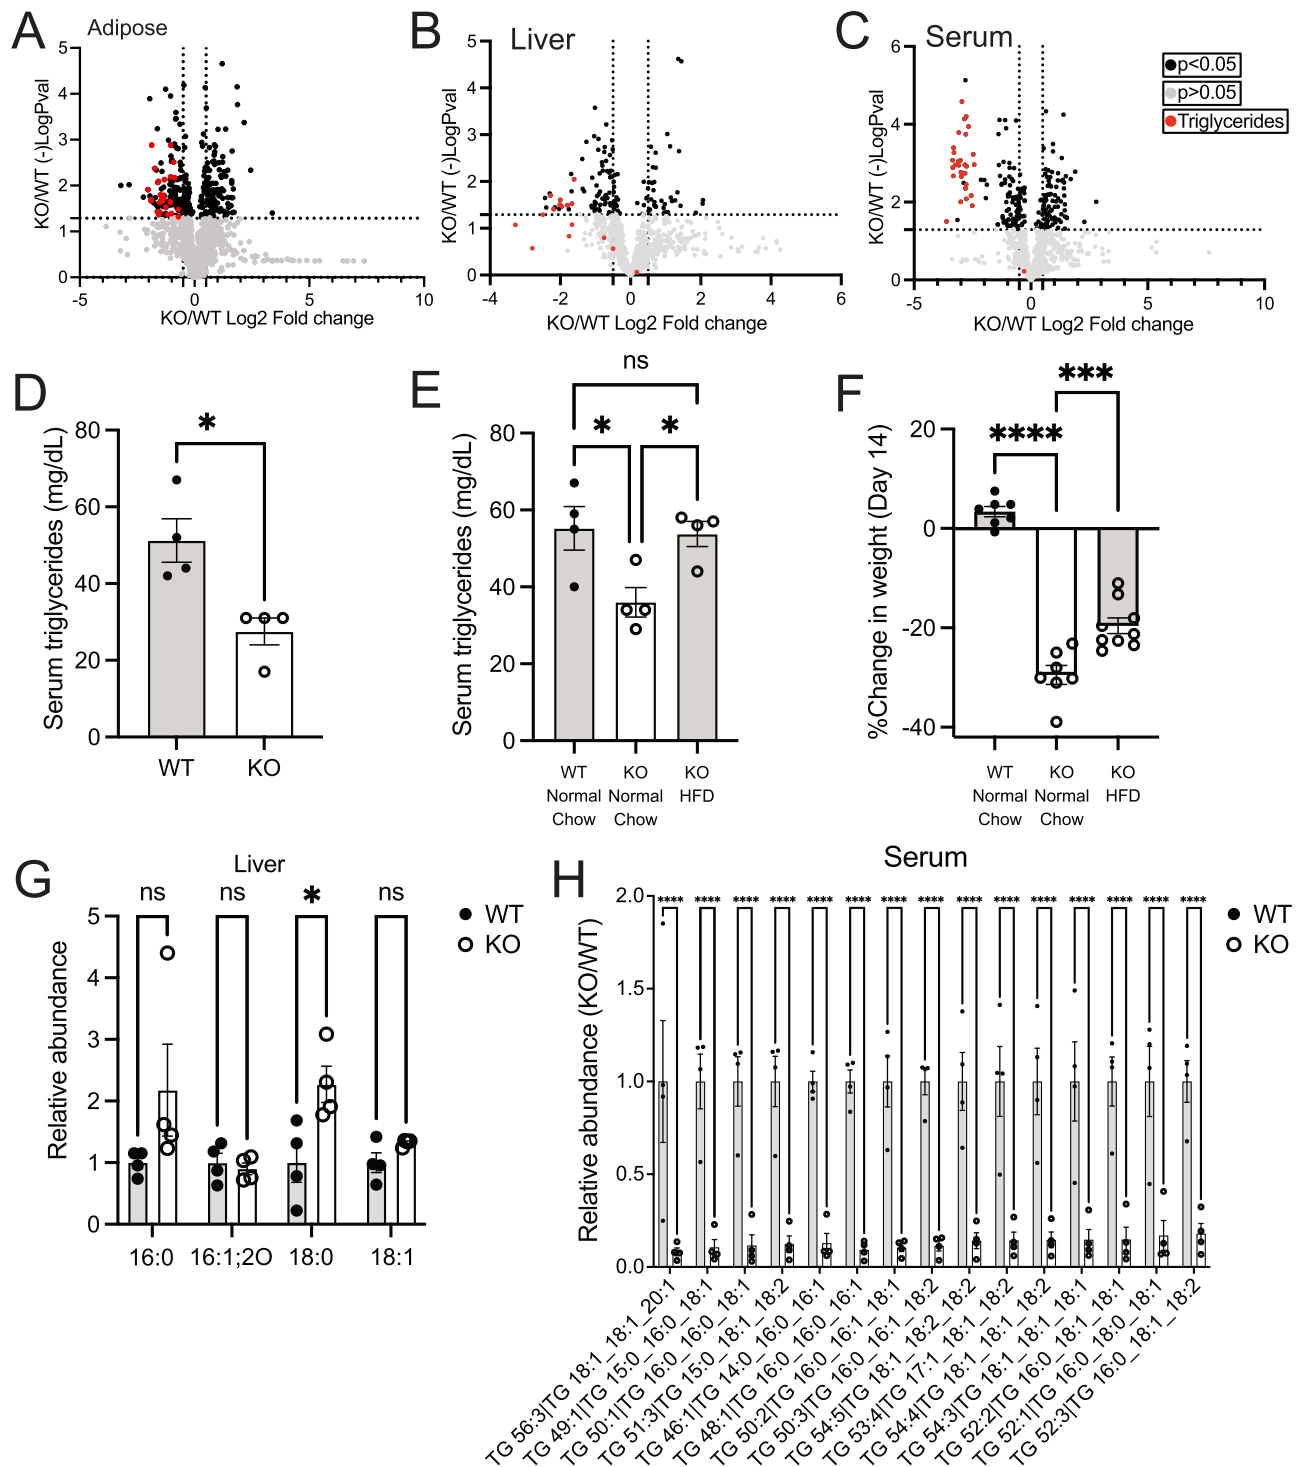 A
Adipose
KO/WT (-)LogPval
5
4
3
2
1
0
-5
0
5
10
KO/WT Log2 Fold change
B
Liver
KO/WT (-)LogPval
5
4
3
2
1
0
-4
-2
0
2
4
6
KO/WT Log2 Fold change
C
Serum
KO/WT (-)LogPval
6
4
2
0
-5
0
5
10
KO/WT Log2 Fold change
p<0.05
p>0.05
Triglycerides
D
Serum triglycerides (mg/dL)
80
60
40
20
0
*
WT
KO
E
Serum triglycerides (mg/dL)
80
60
40
20
0
ns
*
*
WT
KO
KO
Normal
Normal
HFD
Chow
Chow
F
%Change in weight (Day 14)
20
0
-20
-40
****
***
WT
KO
KO
Normal
Normal
HFD
Chow
Chow
G
Liver
Relative abundance
5
4
3
2
1
0
ns
ns
*
ns
16:0
16:1;2O
18:0
18:1
WT
KO
H
Serum
Relative abundance (KO/WT)
2.0
1.5
1.0
0.5
0.0
**** **** **** **** **** **** **** **** **** **** **** **** **** **** ****
TG 56:3|TG 18:1_18:1_20:1
TG 49:1|TG 15:0_16:0_18:1
TG 50:1|TG 16:0_16:0_18:1
TG 51:3|TG 15:0_18:1_18:2
TG 46:1|TG 14:0_16:0_16:1
TG 48:1|TG 16:0_16:0_16:1
TG 50:2|TG 16:0_16:1_18:1
TG 50:3|TG 16:0_16:1_18:2
TG 54:5|TG 18:1_18:2_18:2
TG 53:4|TG 17:1_18:1_18:2
TG 54:4|TG 18:1_18:1_18:2
TG 54:3|TG 18:1_18:1_18:1
TG 52:2|TG 16:0_18:1_18:1
TG 52:1|TG 16:0_18:0_18:1
TG 52:3|TG 16:0_18:1_18:2
WT
KO